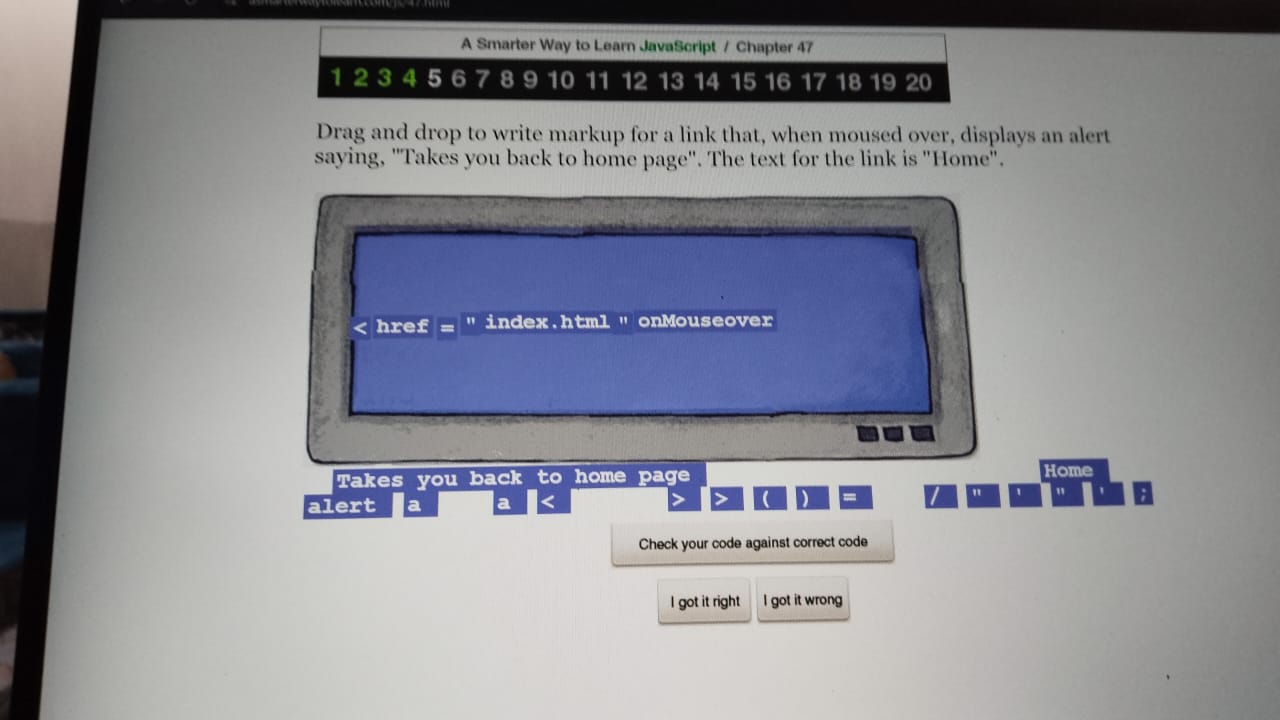 A Smarter Way to Learn JavaScript / Chapter 47
1 2 3 4 5 6 7 8 9 10 11 12 13 14 15 16 17 18 19 20
Drag and drop to write markup for a link that, when moused over, displays an alert
saying, "Takes you back to home page". The text for the link is "Home".
< href = " index.html " onMouseover
Takes you back to home page Home
alert a a < > > ( ) = / " ' " ' ;
Check your code against correct code
I got it right I got it wrong